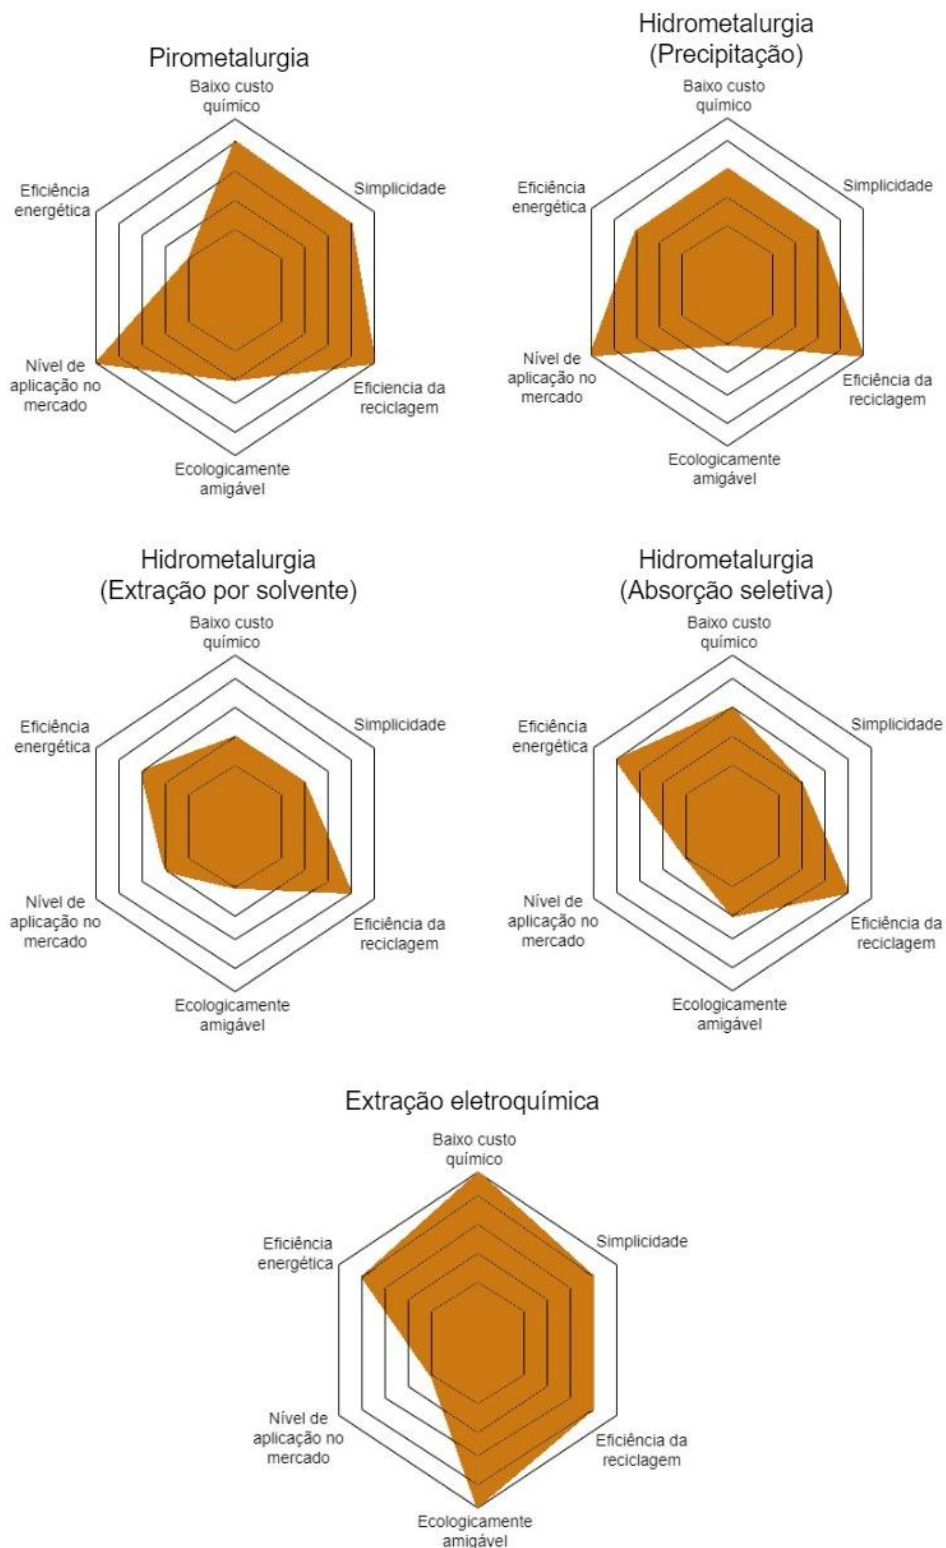 Pirometalurgia
Baixo custo
químico
Simplicidade
Eficiencia da
reciclagem
Ecologicamente
amigável
Nível de
aplicação no
mercado
Eficiência
energética
Hidrometalurgia
(Precipitação)
Baixo custo
químico
Simplicidade
Eficiência da
reciclagem
Ecologicamente
amigável
Nível de
aplicação no
mercado
Eficiência
energética
Hidrometalurgia
(Extração por solvente)
Baixo custo
químico
Simplicidade
Eficiência da
reciclagem
Ecologicamente
amigável
Nível de
aplicação no
mercado
Eficiência
energética
Hidrometalurgia
(Absorção seletiva)
Baixo custo
químico
Simplicidade
Eficiência da
reciclagem
Ecologicamente
amigável
Nível de
aplicação no
mercado
Eficiência
energética
Extração eletroquímica
Baixo custo
químico
Simplicidade
Eficiência da
reciclagem
Ecologicamente
amigável
Nível de
aplicação no
mercado
Eficiência
energética